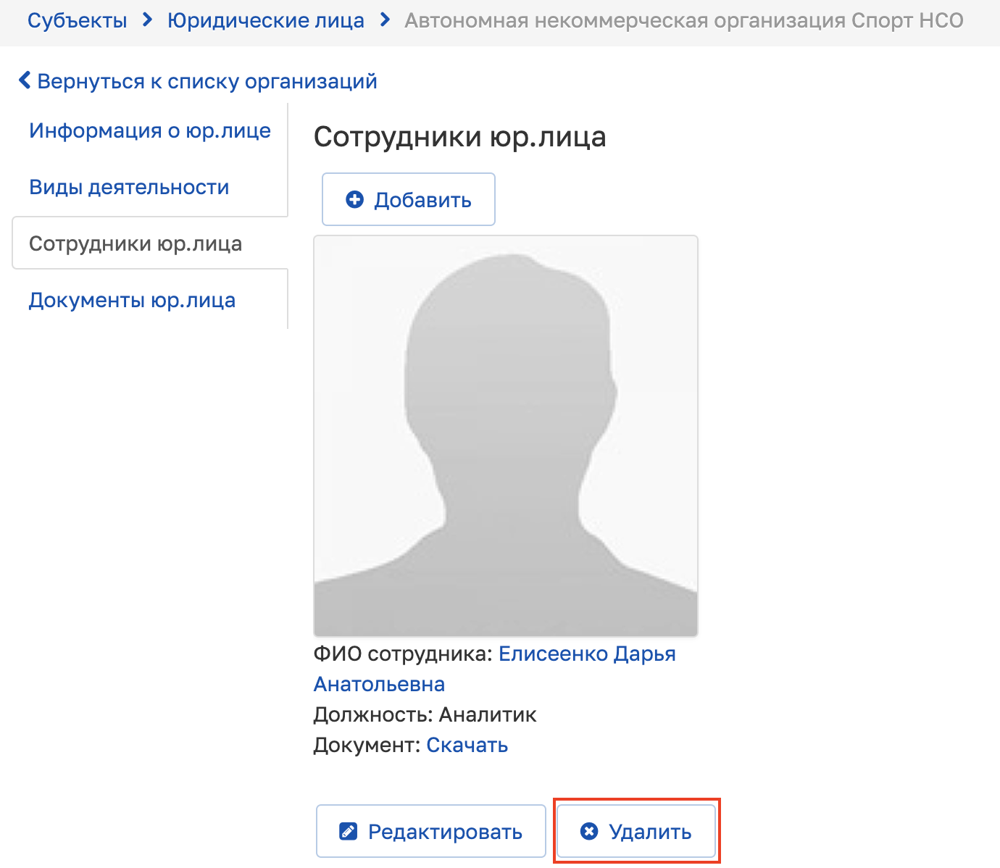 Субъекты > Юридические лица > Автономная некоммерческая организация Спорт НСО
Вернуться к списку организаций
Информация о юр.лице
Виды деятельности
Сотрудники юр.лица
Документы юр.лица
Сотрудники юр.лица
Добавить
ФИО сотрудника: Елисеенко Дарья
Анатольевна
Должность: Аналитик
Документ: Скачать
Редактировать
Удалить